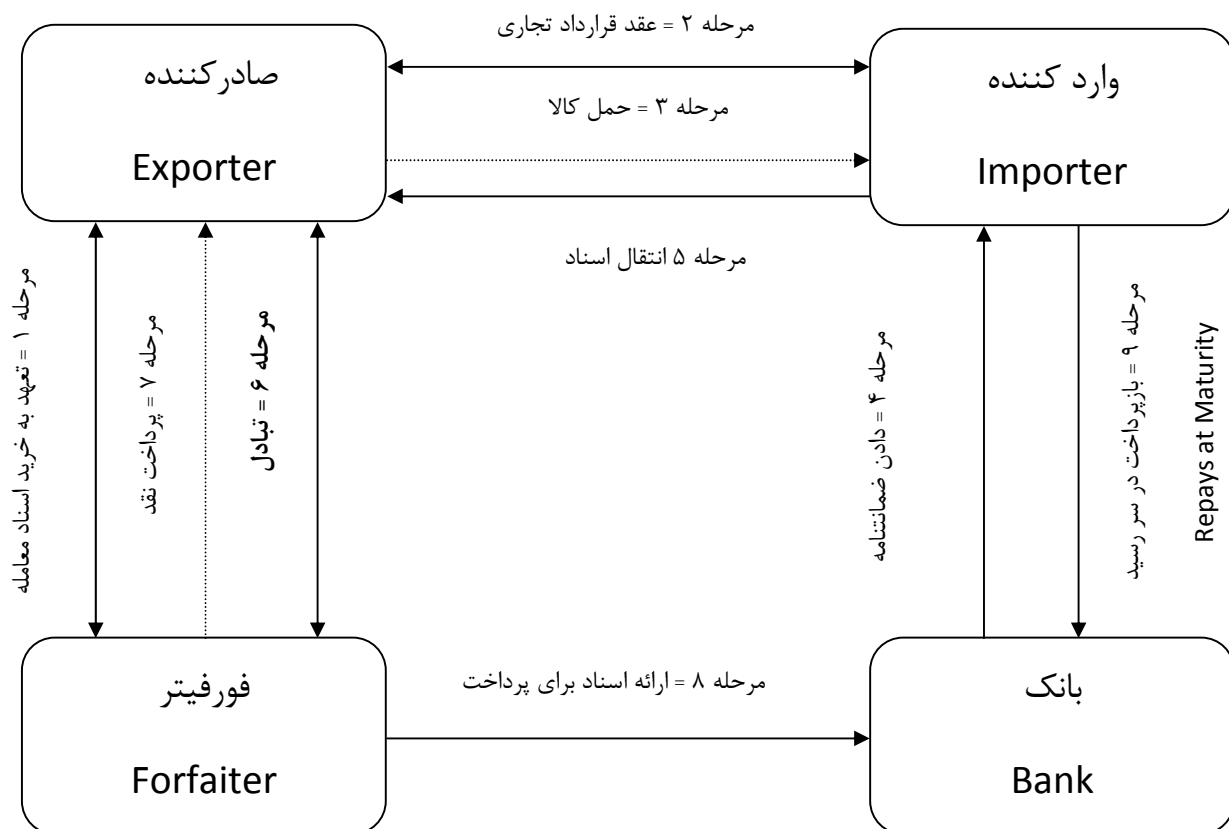 مرحله ۲ = عقد قرارداد تجاری
صادرکننده
Exporter
وارد کننده
Importer
مرحله ۳ = حمل کالا
مرحله ۵ انتقال اسناد
مرحله ۱ = تعهد به خرید اسناد معامله
مرحله ۷ = پرداخت نقد
مرحله ۶ = تبادل
مرحله ۴ = دادن ضمانتنامه
مرحله ۹ = بازپرداخت در سر رسید
Repays at Maturity
مرحله ۸ = ارائه اسناد برای پرداخت
فورفیتر
Forfaiter
بانک
Bank